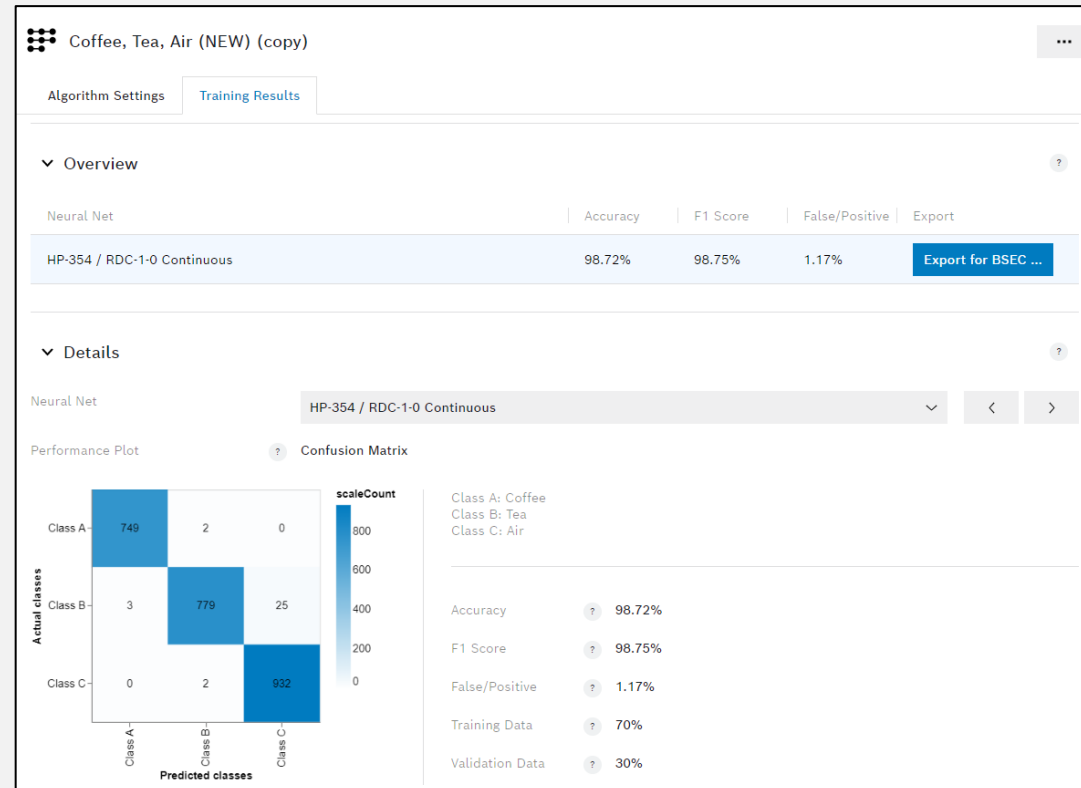 Coffee, Tea, Air (NEW) (copy)
...
Algorithm Settings
Training Results
Overview
?
Neural Net
Accuracy
F1 Score
False/Positive
Export
HP-354 / RDC-1-0 Continuous
98.72%
98.75%
1.17%
Export for BSEC ...
Details
?
Neural Net
HP-354 / RDC-1-0 Continuous
Performance Plot
?
Confusion Matrix
Actual classes
Class A
749
2
0
Class B
3
779
25
Class C
0
2
932
Class A
Class B
Class C
Predicted classes
scaleCount
800
600
400
200
0
Class A: Coffee
Class B: Tea
Class C: Air
Accuracy ? 98.72%
F1 Score ? 98.75%
False/Positive ? 1.17%
Training Data ? 70%
Validation Data ? 30%